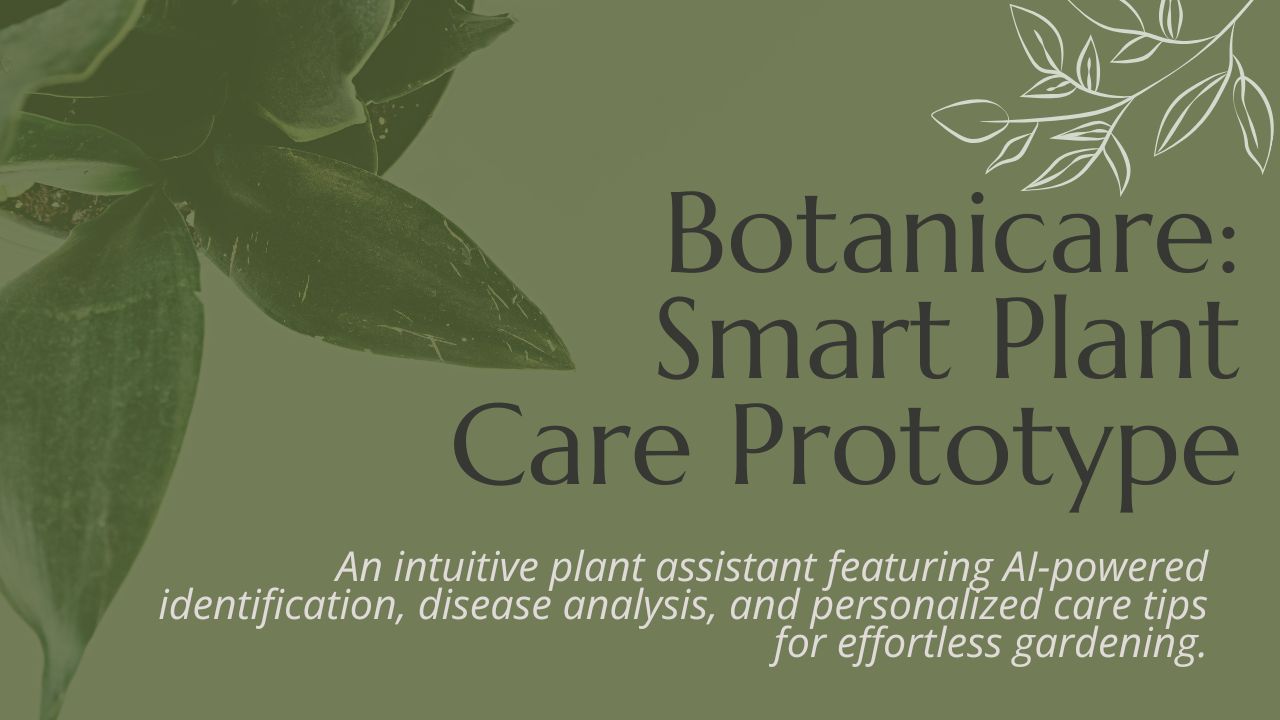 Botanicare:
Smart Plant
Care Prototype
An intuitive plant assistant featuring AI-powered
identification, disease analysis, and personalized care tips
for effortless gardening.